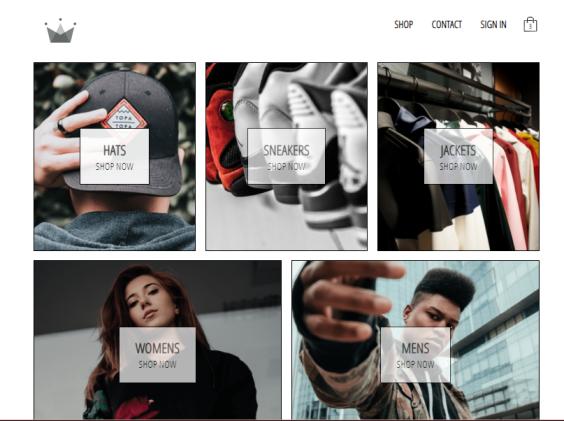 SHOP
CONTACT
SIGN IN
3
TOPA
TOPA
HATS
SHOP NOW
SNEAKERS
SHOP NOW
JACKETS
SHOP NOW
WOMENS
SHOP NOW
MENS
SHOP NOW